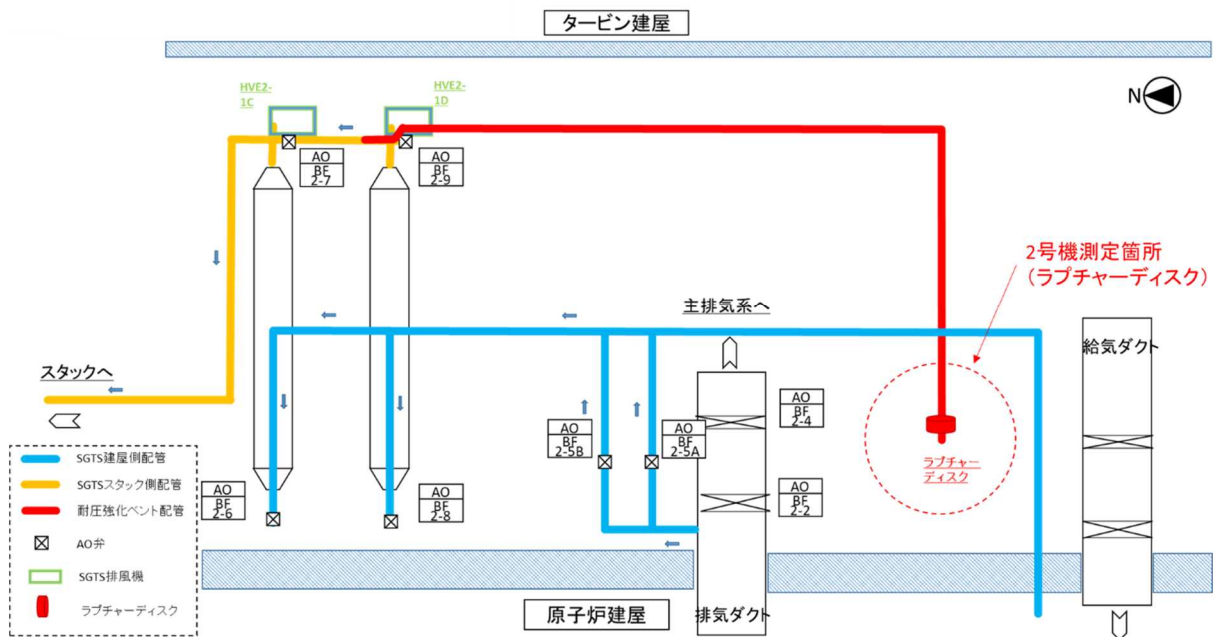 タービン建屋
HVE2-
1C
HVE2-
1D
N
AO
BF
2-7
AO
BF
2-9
2号機測定箇所
（ラプチャーディスク）
主排気系へ
給気ダクト
スタックへ
AO
BF
2-4
AO
BF
2-5B
AO
BF
2-5A
ラプチャー
ディスク
AO
BF
2-2
AO
BF
2-6
AO
BF
2-8
SGTS建屋側配管
SGTSスタック側配管
耐圧強化ベント配管
AO弁
SGTS排風機
ラプチャーディスク
原子炉建屋
排気ダクト